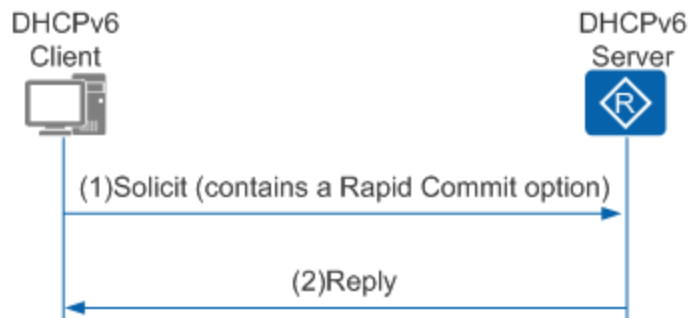 DHCPv6
Client
DHCPv6
Server
R
(1)Solicit (contains a Rapid Commit option)
(2)Reply